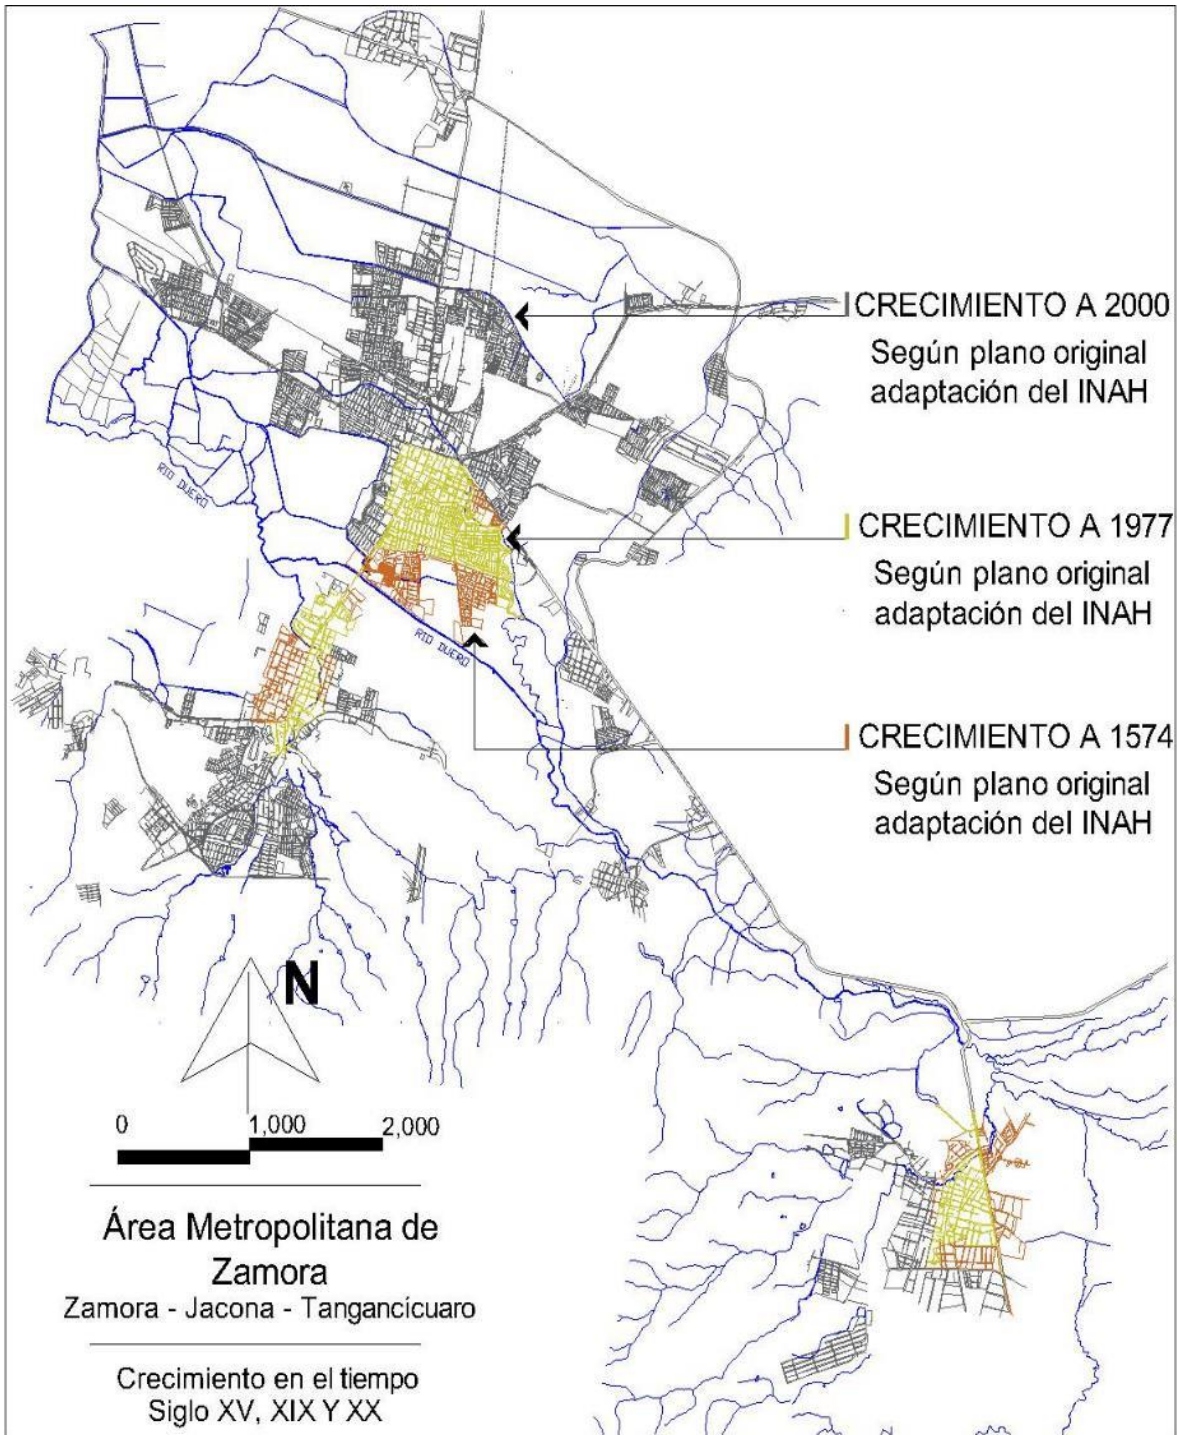 CRECIMIENTO A 2000
Según plano original
adaptación del INAH
RIO DUERO
CRECIMIENTO A 1977
Según plano original
adaptación del INAH
RIO DUERO
CRECIMIENTO A 1574
Según plano original
adaptación del INAH
N
0 1,000 2,000
Área Metropolitana de
Zamora
Zamora - Jacona - Tangancícuaro
Crecimiento en el tiempo
Siglo XV, XIX Y XX